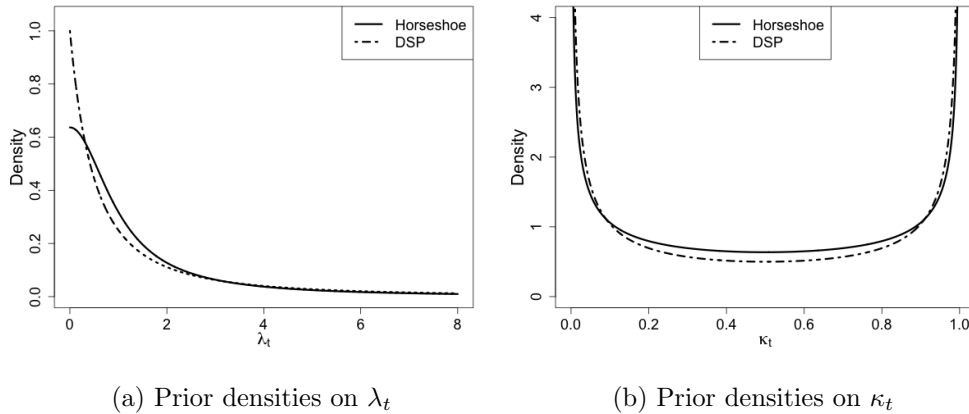 Horseshoe
DSP
Density
0.0 0.2 0.4 0.6 0.8 1.0
0 2 4 6 8
λt
(a) Prior densities on λt
Horseshoe
DSP
Density
0 1 2 3 4
0.0 0.2 0.4 0.6 0.8 1.0
κt
(b) Prior densities on κt